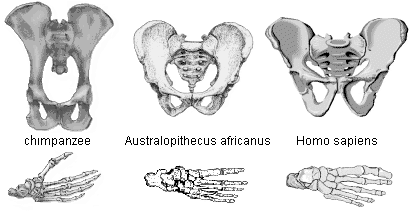 chimpanzee
Australopithecus africanus
Homo sapiens